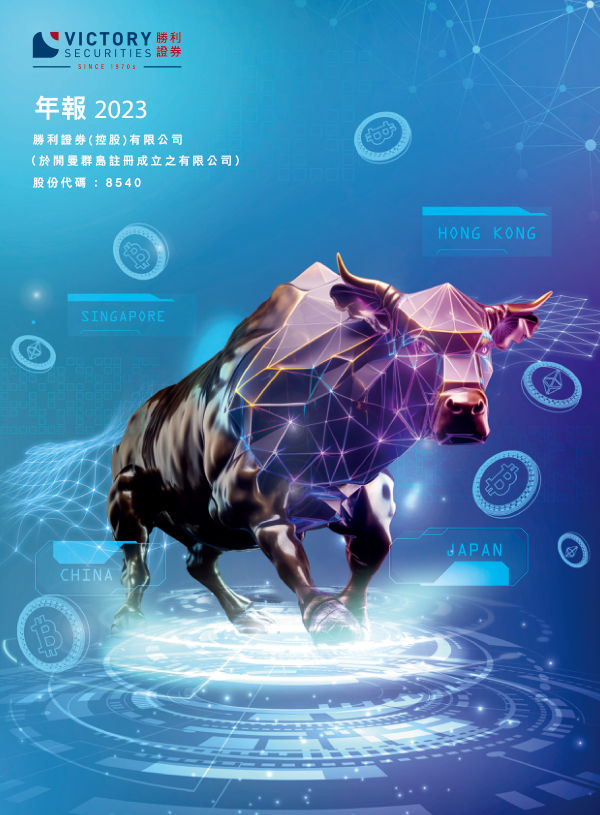 VICTORY 勝利
SECURITIES 證券
SINCE 1970s
年報 2023
勝利證券(控股)有限公司
(於開曼群島註冊成立之有限公司)
股份代碼：8540
HONG KONG
SINGAPORE
JAPAN
CHINA